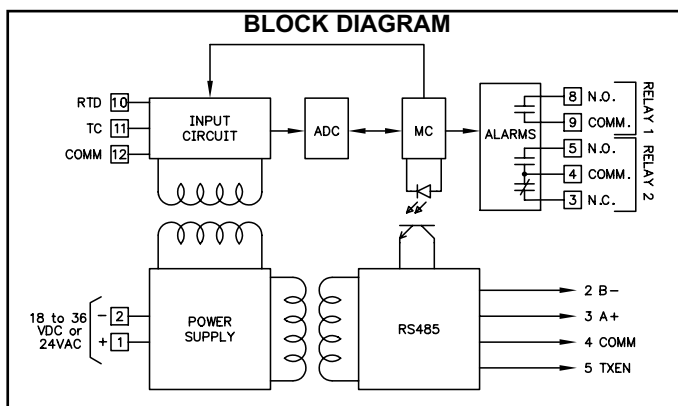 BLOCK DIAGRAM
RTD 10
TC 11
COMM 12
INPUT
CIRCUIT
ADC
MC
ALARMS
8 N.O.
9 COMM.
RELAY 1
5 N.O.
4 COMM.
3 N.C.
RELAY 2
18 to 36
VDC or
24VAC
- 2
+ 1
POWER
SUPPLY
RS485
2 B-
3 A+
4 COMM
5 TXEN